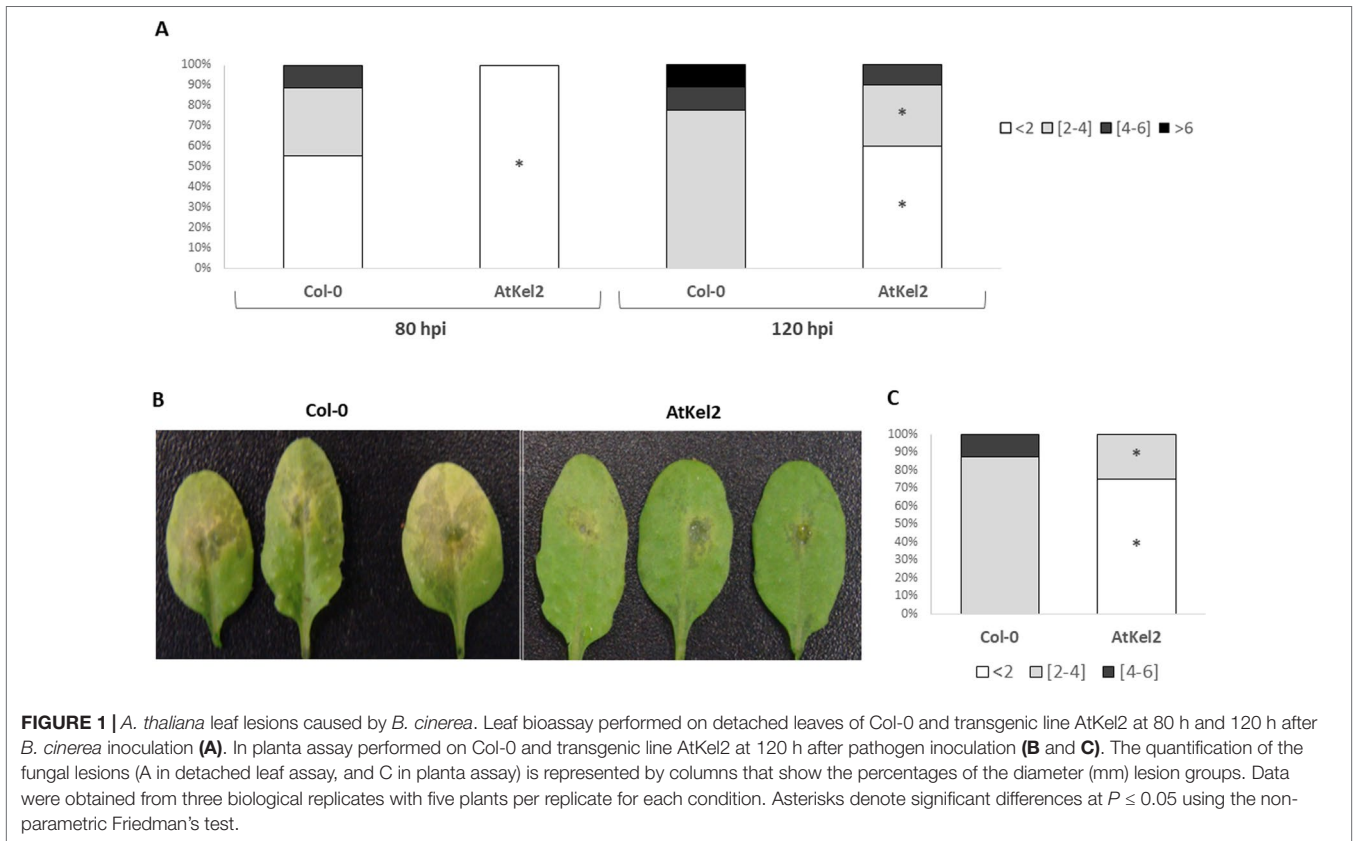 A
100%
90%
80%
70%
60%
50%
40%
30%
20%
10%
0%
*
*
*
<2 [2-4] [4-6] >6
Col-0 AtKel2 Col-0 AtKel2
80 hpi 120 hpi
B
Col-0 AtKel2
C
100%
90%
80%
70%
60%
50%
40%
30%
20%
10%
0%
*
*
Col-0 AtKel2
<2 [2-4] [4-6]
FIGURE 1 | A. thaliana leaf lesions caused by B. cinerea. Leaf bioassay performed on detached leaves of Col-0 and transgenic line AtKel2 at 80 h and 120 h after
B. cinerea inoculation (A). In planta assay performed on Col-0 and transgenic line AtKel2 at 120 h after pathogen inoculation (B and C). The quantification of the
fungal lesions (A in detached leaf assay, and C in planta assay) is represented by columns that show the percentages of the diameter (mm) lesion groups. Data
were obtained from three biological replicates with five plants per replicate for each condition. Asterisks denote significant differences at P ≤ 0.05 using the non-
parametric Friedman's test.